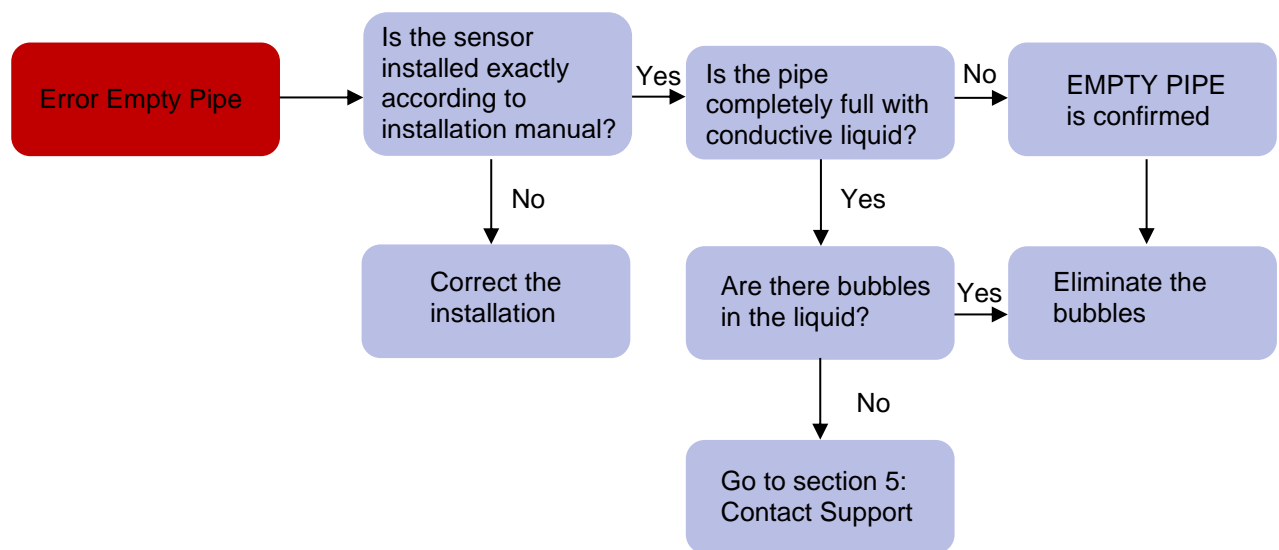 Error Empty Pipe
Is the sensor
installed exactly
according to
installation manual?
Yes
Is the pipe
completely full with
conductive liquid?
No
EMPTY PIPE
is confirmed
No
Yes
Correct the
installation
Are there bubbles
in the liquid?
Yes
Eliminate the
bubbles
No
Go to section 5:
Contact Support